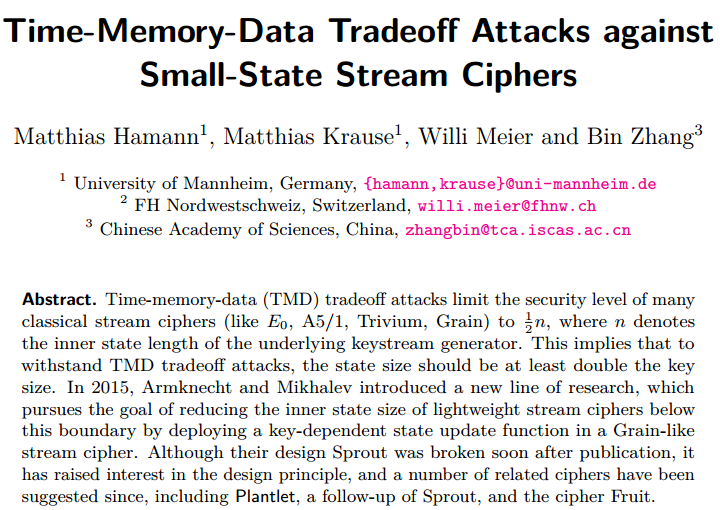 Time-Memory-Data Tradeoff Attacks against
Small-State Stream Ciphers
Matthias Hamann¹, Matthias Krause¹, Willi Meier and Bin Zhang³
¹ University of Mannheim, Germany, {hamann,krause}@uni-mannheim.de
² FH Nordwestschweiz, Switzerland, willi.meier@fhnw.ch
³ Chinese Academy of Sciences, China, zhangbin@tca.iscas.ac.cn
Abstract. Time-memory-data (TMD) tradeoff attacks limit the security level of many
classical stream ciphers (like E₀, A5/1, Trivium, Grain) to ½n, where n denotes
the inner state length of the underlying keystream generator. This implies that to
withstand TMD tradeoff attacks, the state size should be at least double the key
size. In 2015, Armknecht and Mikhalev introduced a new line of research, which
pursues the goal of reducing the inner state size of lightweight stream ciphers below
this boundary by deploying a key-dependent state update function in a Grain-like
stream cipher. Although their design Sprout was broken soon after publication, it
has raised interest in the design principle, and a number of related ciphers have been
suggested since, including Plantlet, a follow-up of Sprout, and the cipher Fruit.